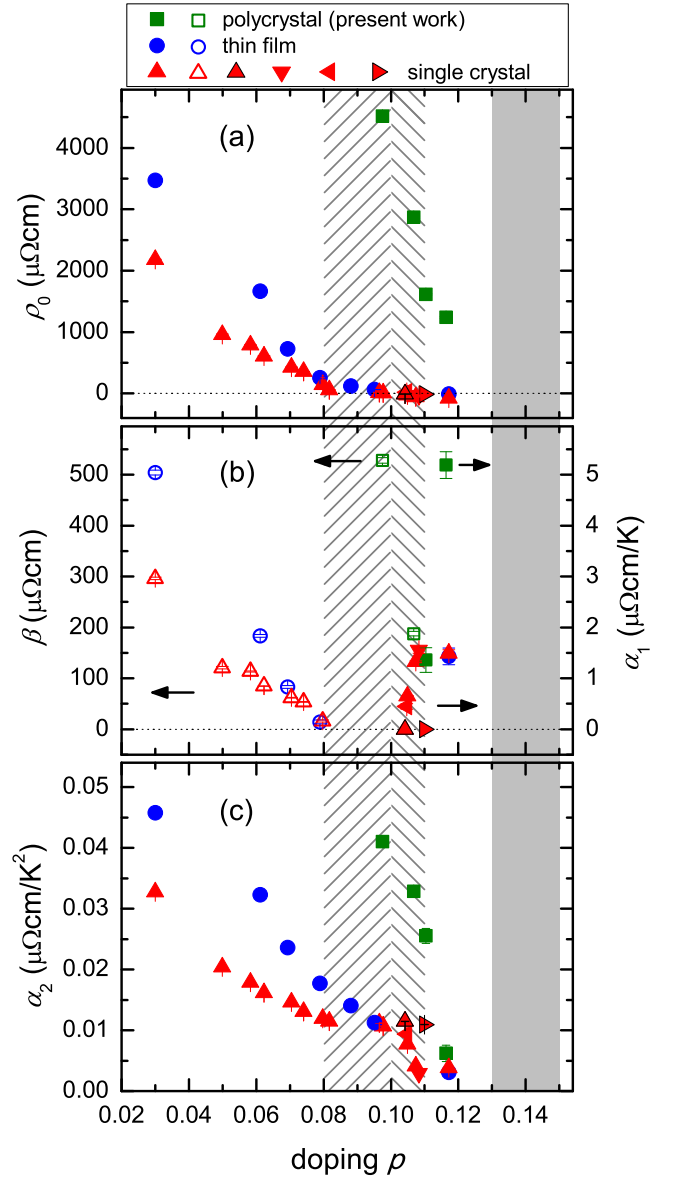 polycrystal (present work)
thin film
single crystal
(a)
4000
3000
2000
1000
0
ρ0 (μΩcm)
(b)
500
400
300
200
100
0
β (μΩcm)
5
4
3
2
1
0
α1 (μΩcm/K)
(c)
0.05
0.04
0.03
0.02
0.01
0.00
α2 (μΩcm/K2)
0.02 0.04 0.06 0.08 0.10 0.12 0.14
doping p